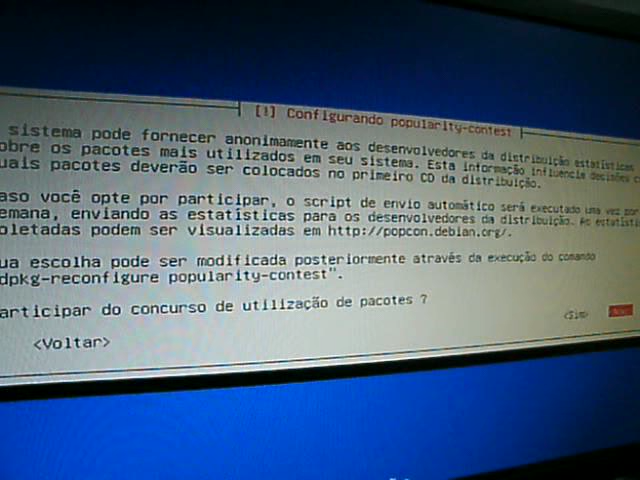 [!] Configurando popularity-contest
sistema pode fornecer anonimamente aos desenvolvedores da distribuição estatísticas
obre os pacotes mais utilizados em seu sistema. Esta informação influencia decisões c
uais pacotes deverão ser colocados no primeiro CD da distribuição.
aso você opte por participar, o script de envio automático será executado uma vez por
emana, enviando as estatísticas para os desenvolvedores da distribuição. As estatísti
oletadas podem ser visualizadas em http://popcon.debian.org/.
ua escolha pode ser modificada posteriormente através da execução do comando
dpkg-reconfigure popularity-contest".
articipar do concurso de utilização de pacotes ?
<Voltar>
<Sim>